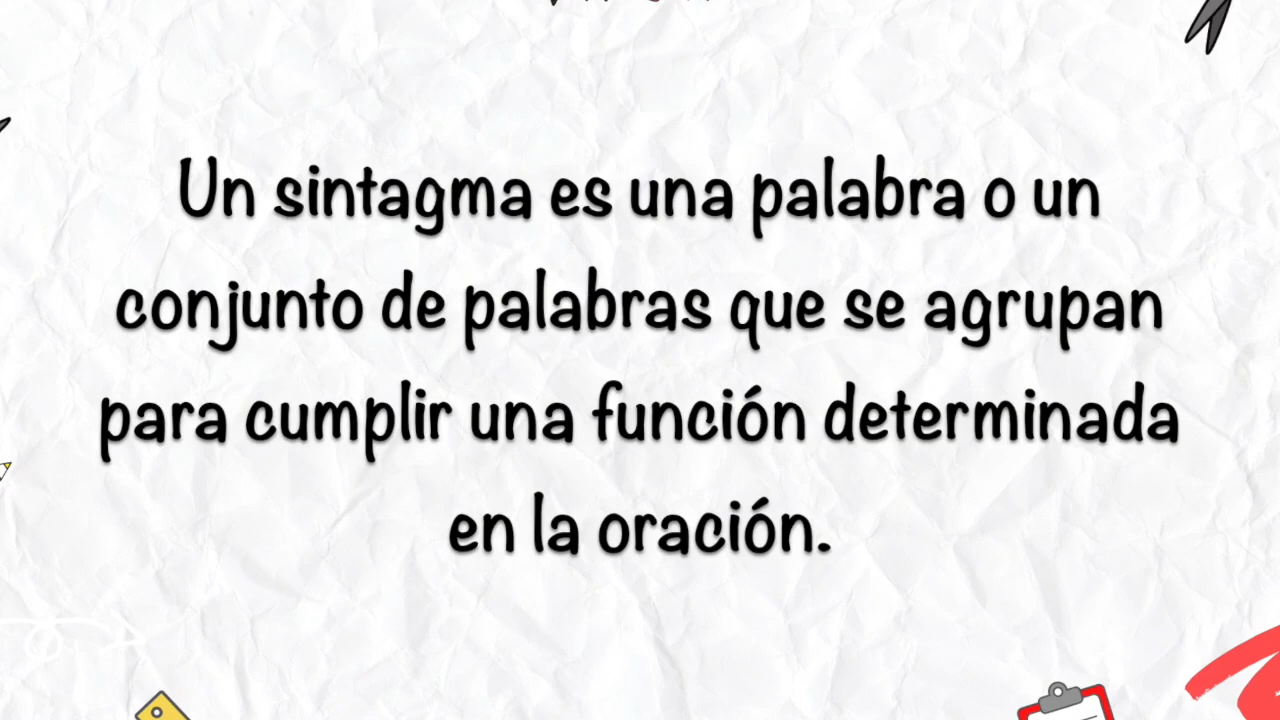 Un sintagma es una palabra o un
conjunto de palabras que se agrupan
para cumplir una función determinada
en la oración.